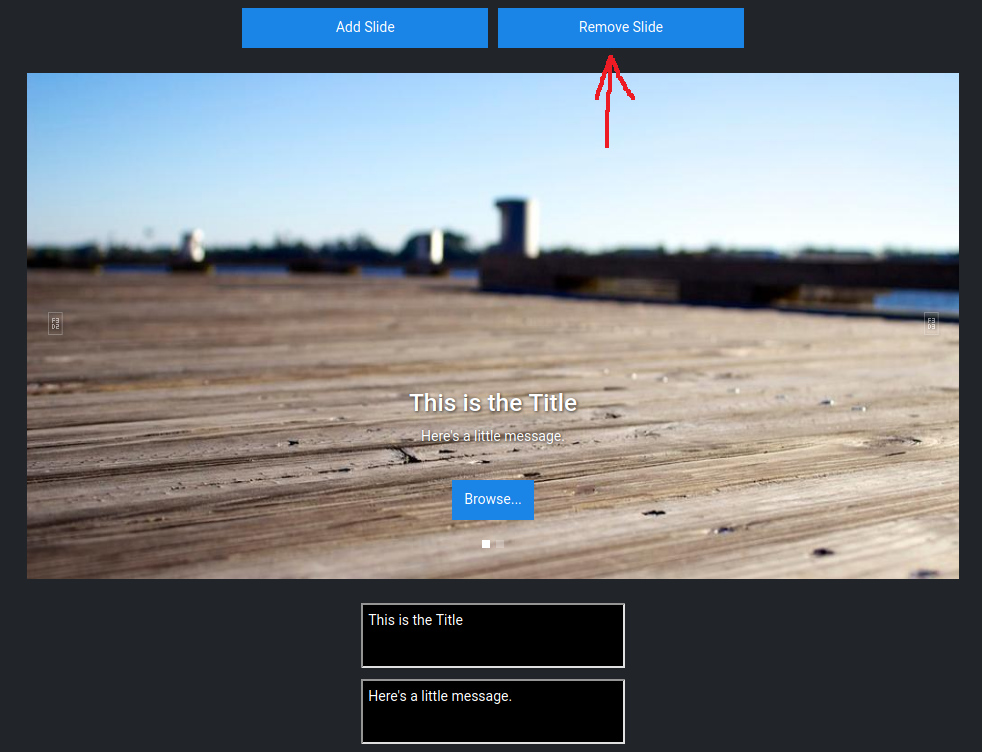 Add Slide
Remove Slide
This is the Title
Here's a little message.
Browse...
This is the Title
Here's a little message.